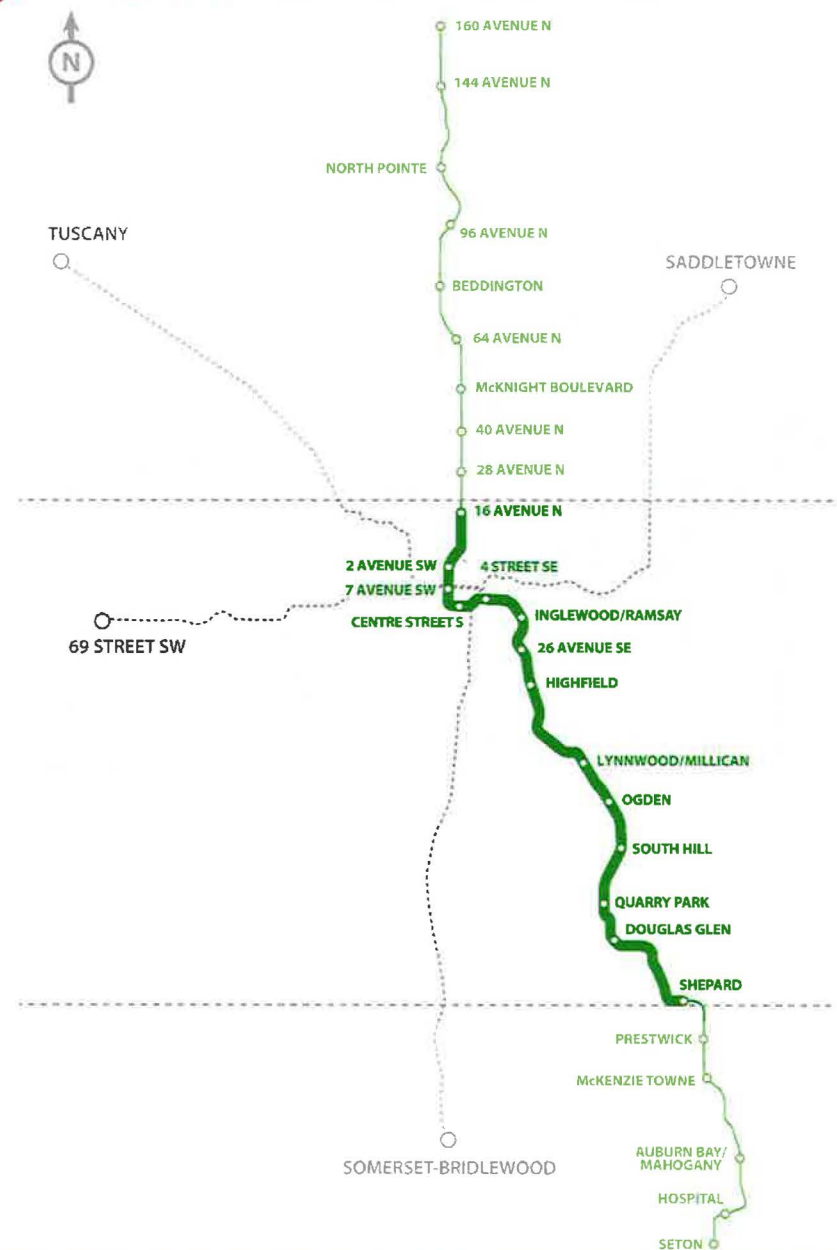 160 AVENUE N
N
144 AVENUE N
NORTH POINTE
TUSCANY
96 AVENUE N
SADDLETOWNE
BEDDINGTON
64 AVENUE N
McKNIGHT BOULEVARD
40 AVENUE N
28 AVENUE N
16 AVENUE N
2 AVENUE SW
4 STREET SE
7 AVENUE SW
CENTRE STREET S
INGLEWOOD/RAMSAY
69 STREET SW
26 AVENUE SE
HIGHFIELD
LYNNWOOD/MILLICAN
OGDEN
SOUTH HILL
QUARRY PARK
DOUGLAS GLEN
SHEPARD
PRESTWICK
McKENZIE TOWNE
AUBURN BAY/
MAHOGANY
SOMERSET-BRIDLEWOOD
HOSPITAL
SETON